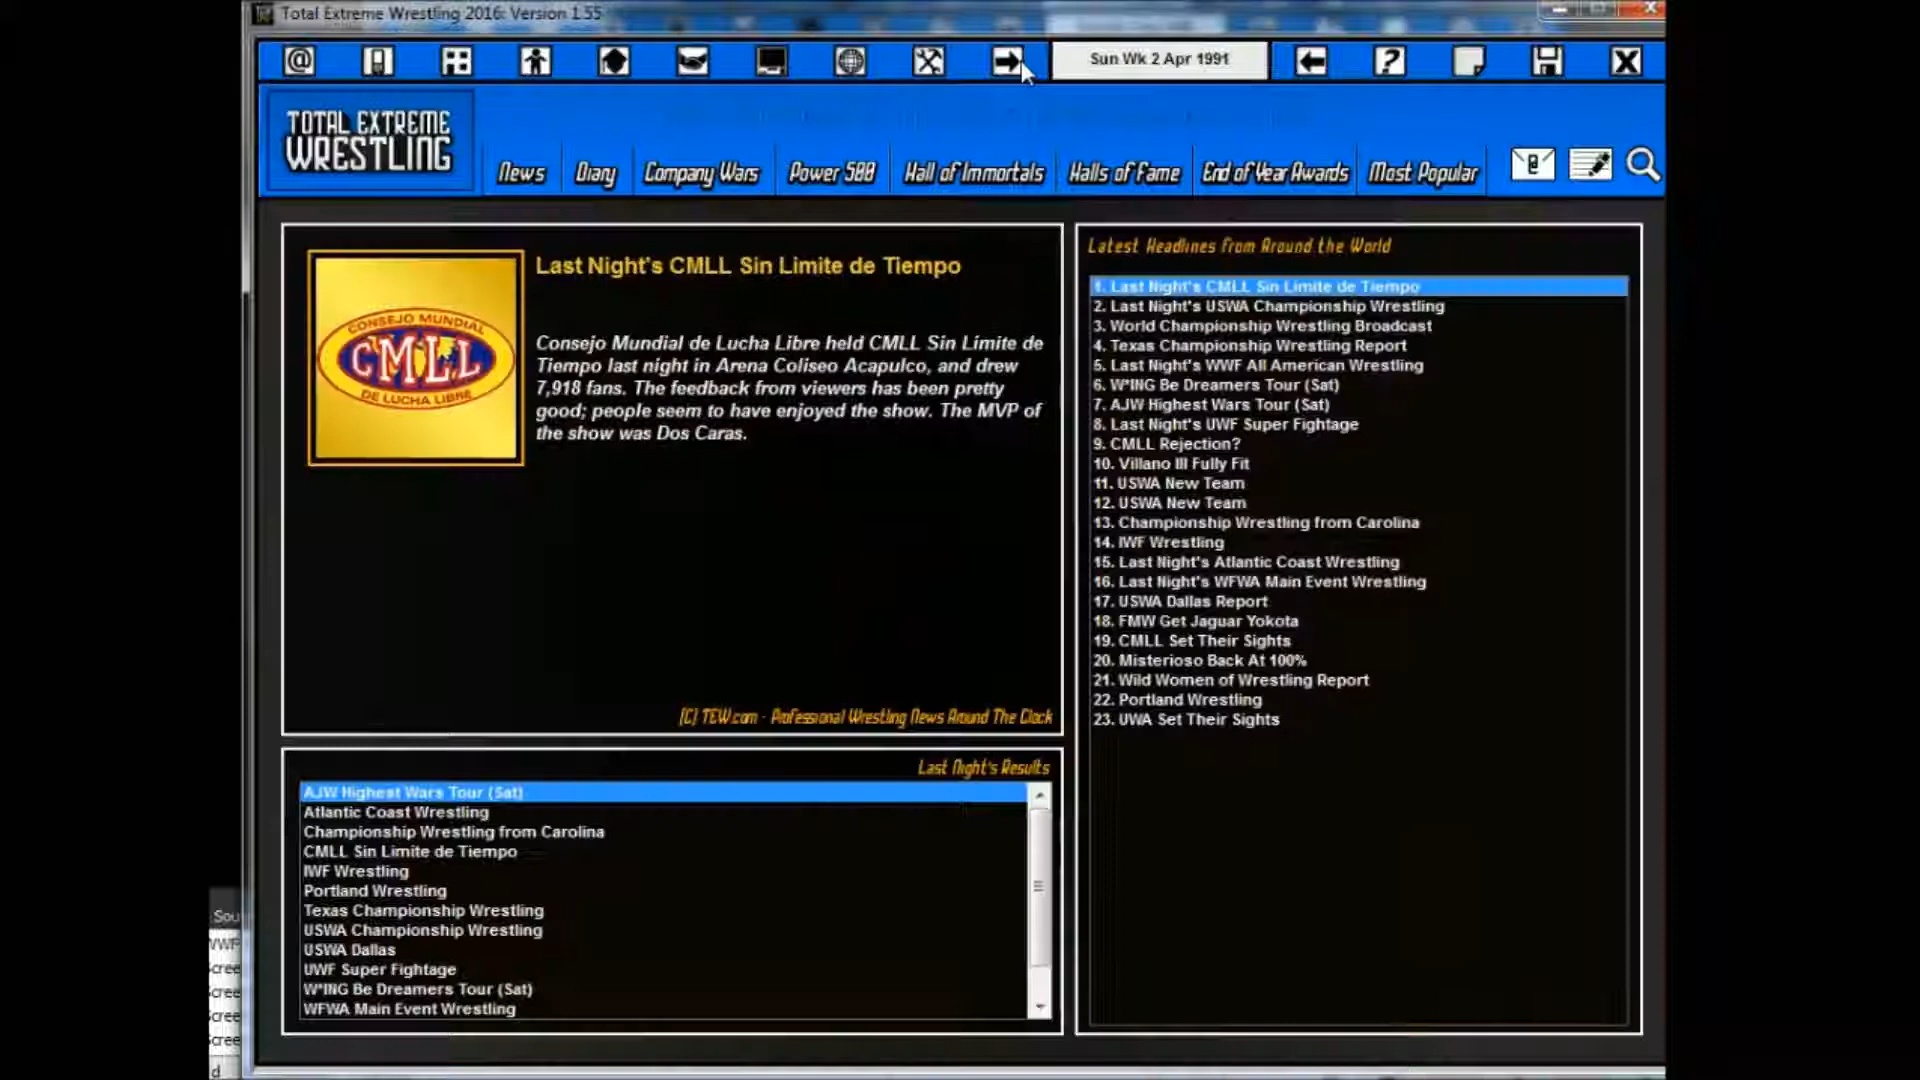 Total Extreme Wrestling 2016: Version 1.55
Sun Wk 2 Apr 1991
TOTAL EXTREME
WRESTLING
News
Diary
Company Wars
Power 500
Hall of Immortals
Halls of Fame
End of Year Awards
Most Popular
CONSEJO MUNDIAL
CMLL
DE LUCHA LIBRE
Last Night's CMLL Sin Limite de Tiempo
Consejo Mundial de Lucha Libre held CMLL Sin Limite de
Tiempo last night in Arena Coliseo Acapulco, and drew
7,918 fans. The feedback from viewers has been pretty
good; people seem to have enjoyed the show. The MVP of
the show was Dos Caras.
(C) TEW.com - Professional Wrestling News Around The Clock
Latest Headlines from Around the World
1. Last Night's CMLL Sin Limite de Tiempo
2. Last Night's USWA Championship Wrestling
3. World Championship Wrestling Broadcast
4. Texas Championship Wrestling Report
5. Last Night's WWF All American Wrestling
6. W*ING Be Dreamers Tour (Sat)
7. AJW Highest Wars Tour (Sat)
8. Last Night's UWF Super Fightage
9. CMLL Rejection?
10. Villano III Fully Fit
11. USWA New Team
12. USWA New Team
13. Championship Wrestling from Carolina
14. IWF Wrestling
15. Last Night's Atlantic Coast Wrestling
16. Last Night's WFWA Main Event Wrestling
17. USWA Dallas Report
18. FMW Get Jaguar Yokota
19. CMLL Set Their Sights
20. Misterioso Back At 100%
21. Wild Women of Wrestling Report
22. Portland Wrestling
23. UWA Set Their Sights
Last Night's Results
AJW Highest Wars Tour (Sat)
Atlantic Coast Wrestling
Championship Wrestling from Carolina
CMLL Sin Limite de Tiempo
IWF Wrestling
Portland Wrestling
Texas Championship Wrestling
USWA Championship Wrestling
USWA Dallas
UWF Super Fightage
W*ING Be Dreamers Tour (Sat)
WFWA Main Event Wrestling
Sou
WWF
Scree
Scree
Scree
Scree
d